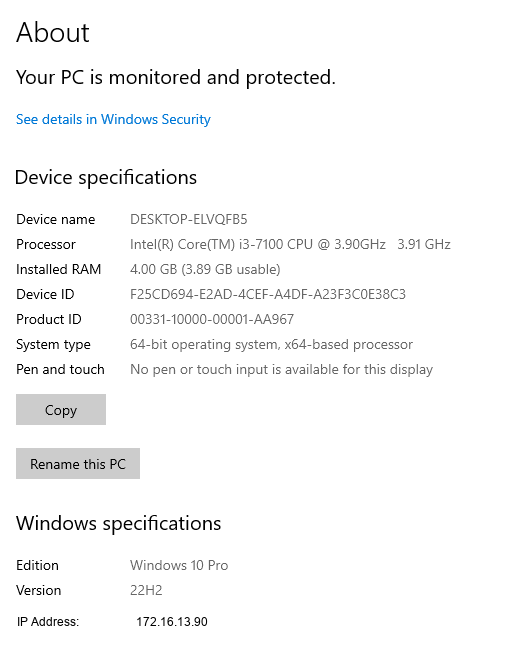 About
Your PC is monitored and protected.
See details in Windows Security
Device specifications
Device name DESKTOP-ELVQFB5
Processor Intel(R) Core(TM) i3-7100 CPU @ 3.90GHz 3.91 GHz
Installed RAM 4.00 GB (3.89 GB usable)
Device ID F25CD694-E2AD-4CEF-A4DF-A23F3C0E38C3
Product ID 00331-10000-00001-AA967
System type 64-bit operating system, x64-based processor
Pen and touch No pen or touch input is available for this display
Copy
Rename this PC
Windows specifications
Edition Windows 10 Pro
Version 22H2
IP Address: 172.16.13.90